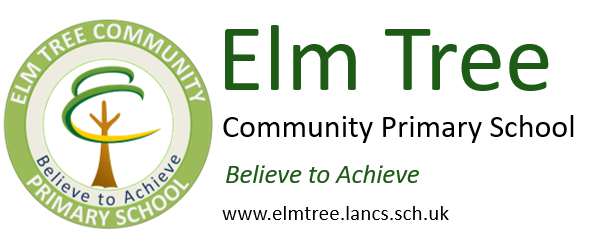 ELM TREE COMMUNITY
Believe to Achieve
PRIMARY SCHOOL
Elm Tree
Community Primary School
Believe to Achieve
www.elmtree.lancs.sch.uk